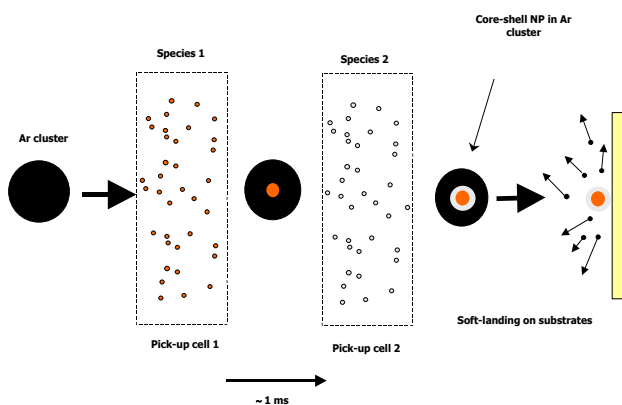 Core-shell NP in Ar
cluster
Species 1
Species 2
Ar cluster
Soft-landing on substrates
Pick-up cell 1
Pick-up cell 2
~ 1 ms